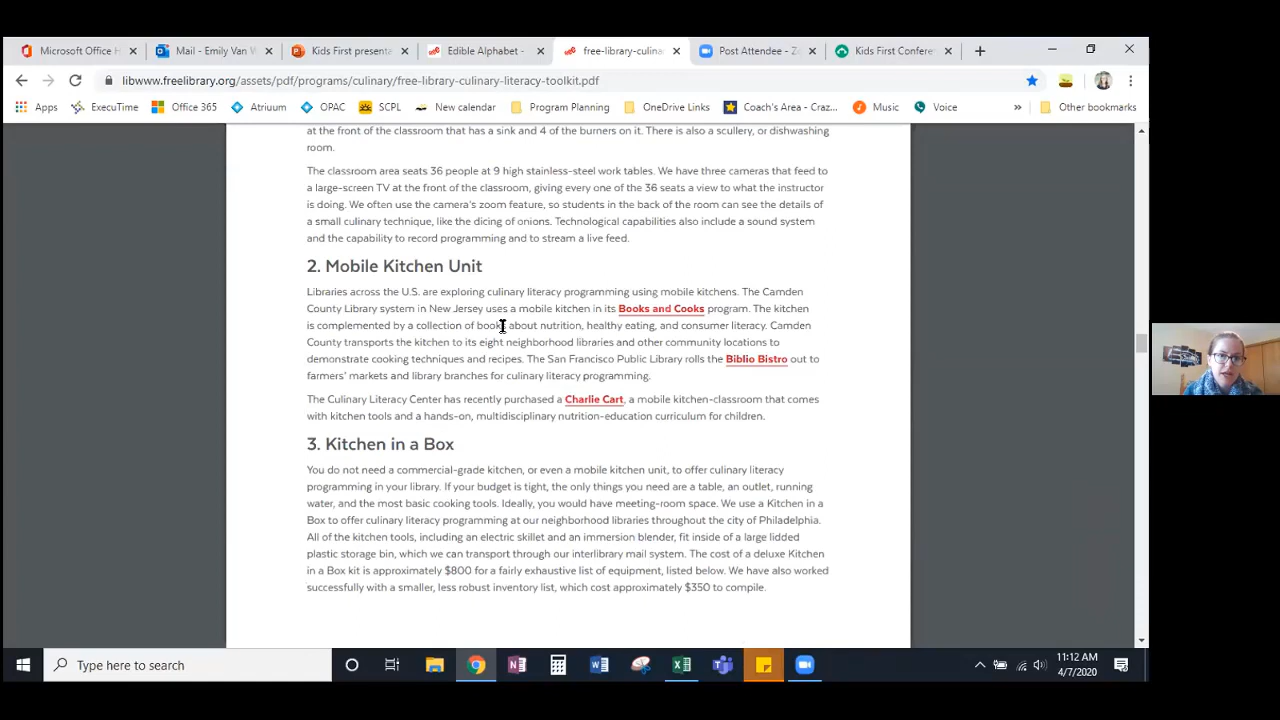 Microsoft Office H
Mail - Emily Van W
Kids First presenta
Edible Alphabet -
free-library-culina
Post Attendee - Z
Kids First Confere
libwww.freelibrary.org/assets/pdf/programs/culinary/free-library-culinary-literacy-toolkit.pdf
Apps ExecuTime Office 365 Atriuum OPAC SCPL New calendar Program Planning OneDrive Links Coach's Area - Craz... Music Voice » Other bookmarks
at the front of the classroom that has a sink and 4 of the burners on it. There is also a scullery, or dishwashing
room.
The classroom area seats 36 people at 9 high stainless-steel work tables. We have three cameras that feed to
a large-screen TV at the front of the classroom, giving every one of the 36 seats a view to what the instructor
is doing. We often use the camera's zoom feature, so students in the back of the room can see the details of
a small culinary technique, like the dicing of onions. Technological capabilities also include a sound system
and the capability to record programming and to stream a live feed.
2. Mobile Kitchen Unit
Libraries across the U.S. are exploring culinary literacy programming using mobile kitchens. The Camden
County Library system in New Jersey uses a mobile kitchen in its Books and Cooks program. The kitchen
is complemented by a collection of books about nutrition, healthy eating, and consumer literacy. Camden
County transports the kitchen to its eight neighborhood libraries and other community locations to
demonstrate cooking techniques and recipes. The San Francisco Public Library rolls the Biblio Bistro out to
farmers' markets and library branches for culinary literacy programming.
The Culinary Literacy Center has recently purchased a Charlie Cart, a mobile kitchen-classroom that comes
with kitchen tools and a hands-on, multidisciplinary nutrition-education curriculum for children.
3. Kitchen in a Box
You do not need a commercial-grade kitchen, or even a mobile kitchen unit, to offer culinary literacy
programming in your library. If your budget is tight, the only things you need are a table, an outlet, running
water, and the most basic cooking tools. Ideally, you would have meeting-room space. We use a Kitchen in a
Box to offer culinary literacy programming at our neighborhood libraries throughout the city of Philadelphia.
All of the kitchen tools, including an electric skillet and an immersion blender, fit inside of a large lidded
plastic storage bin, which we can transport through our interlibrary mail system. The cost of a deluxe Kitchen
in a Box kit is approximately $800 for a fairly exhaustive list of equipment, listed below. We have also worked
successfully with a smaller, less robust inventory list, which cost approximately $350 to compile.
Type here to search
11:12 AM
4/7/2020